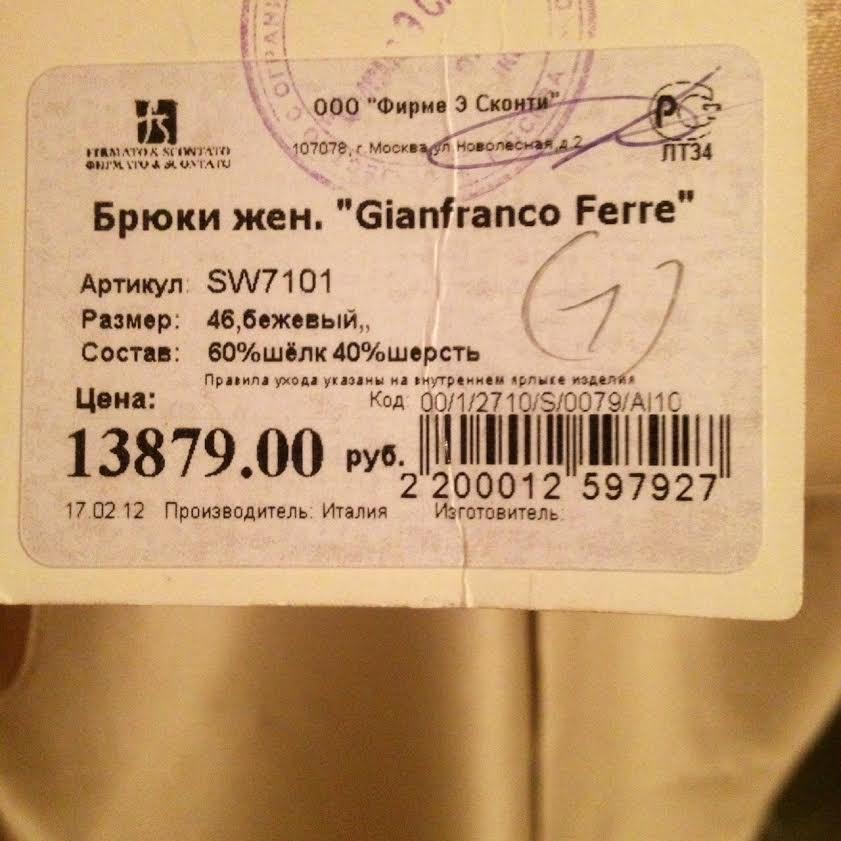 ООО "Фирме Э Сконти"
FIRMATO & SCONTATO
ФИРМАТО & SCONTATO
107078, г. Москва, ул Новолесная, д.2
ЛТ34
Брюки жен. "Gianfranco Ferre"
Артикул: SW7101
1
Размер: 46,бежевый,,
Состав: 60%шёлк 40%шерсть
Правила ухода указаны на внутреннем ярлыке изделия
Цена: Код: 00/1/2710/S/0079/AI10
13879.00 руб.
2 200012 597927
17.02.12 Производитель: Италия Изготовитель: